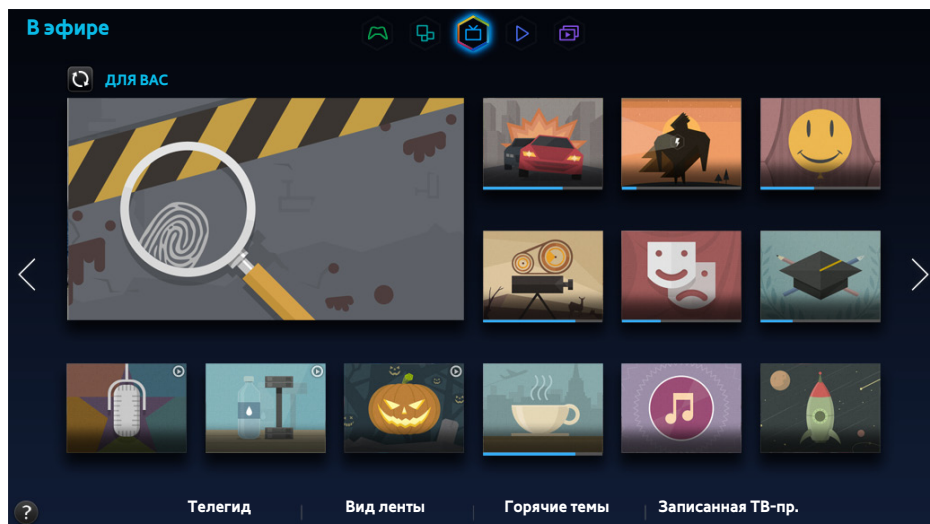 В эфире
ДЛЯ ВАС
Телегид
Вид ленты
Горячие темы
Записанная ТВ-пр.
?